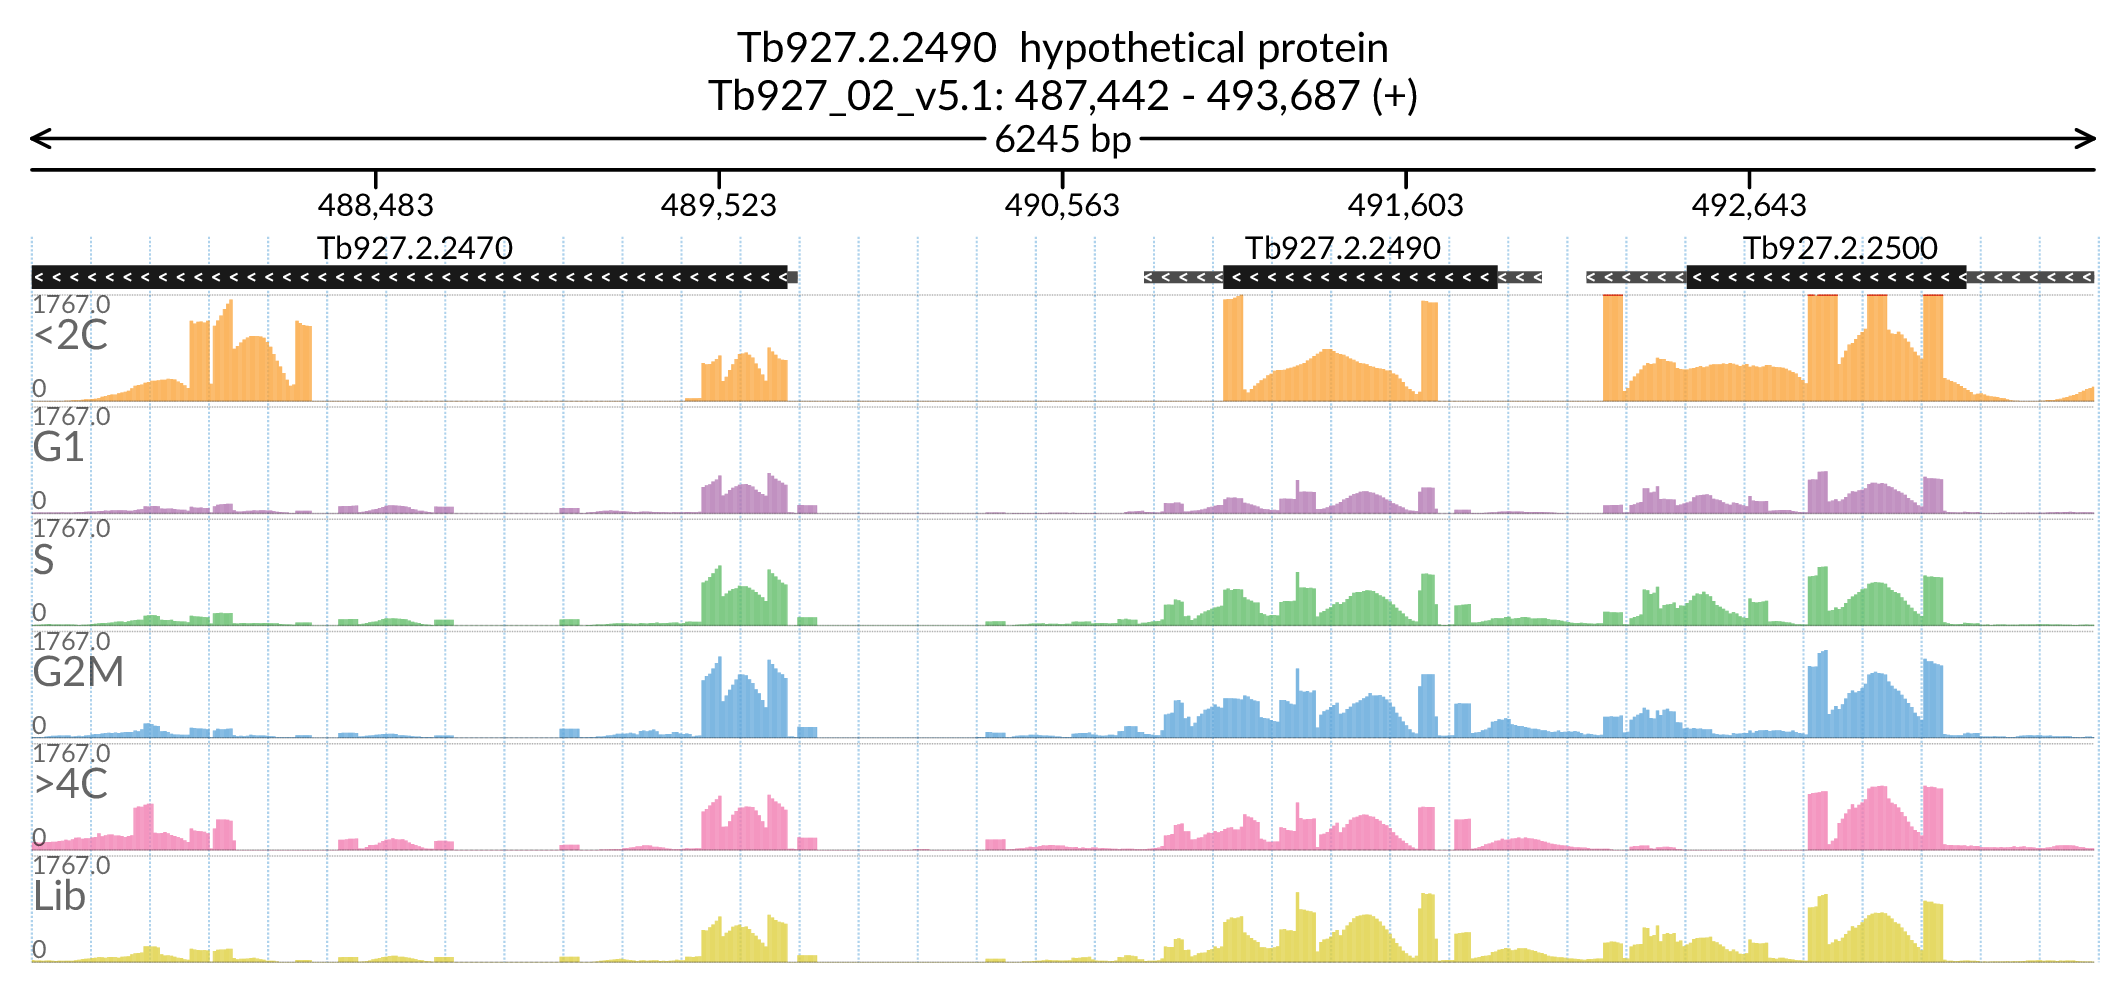 Tb927.2.2490  hypothetical protein
Tb927_02_v5.1: 487,442 - 493,687 (+)
6245 bp
488,483 489,523 490,563 491,603 492,643
Tb927.2.2470 Tb927.2.2490 Tb927.2.2500
1767.0
<2C
0
1767.0
G1
0
1767.0
S
0
1767.0
G2M
0
1767.0
>4C
0
1767.0
Lib
0